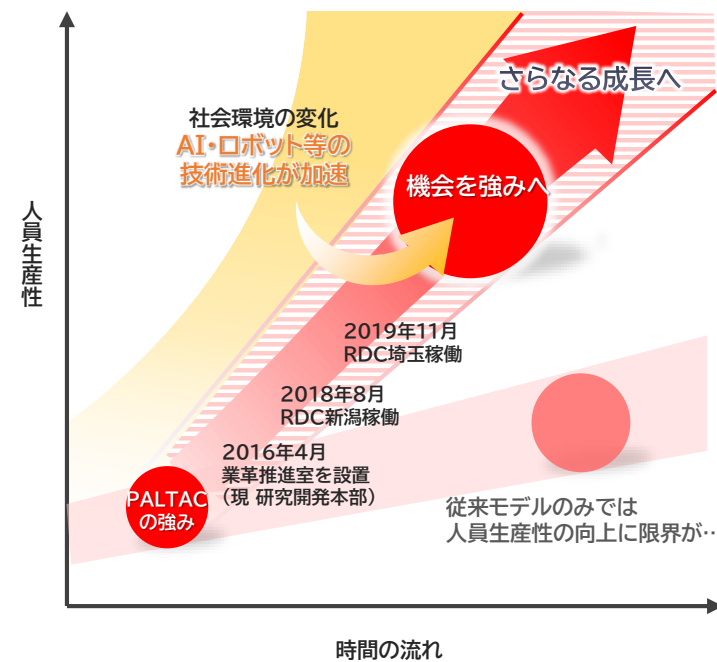 さらなる成長へ
社会環境の変化
AI・ロボット等の
技術進化が加速
機会を強みへ
人員生産性
2019年11月
RDC埼玉稼働
2018年8月
RDC新潟稼働
2016年4月
業革推進室を設置
（現 研究開発本部）
PALTAC
の強み
従来モデルのみでは
人員生産性の向上に限界が…
時間の流れ